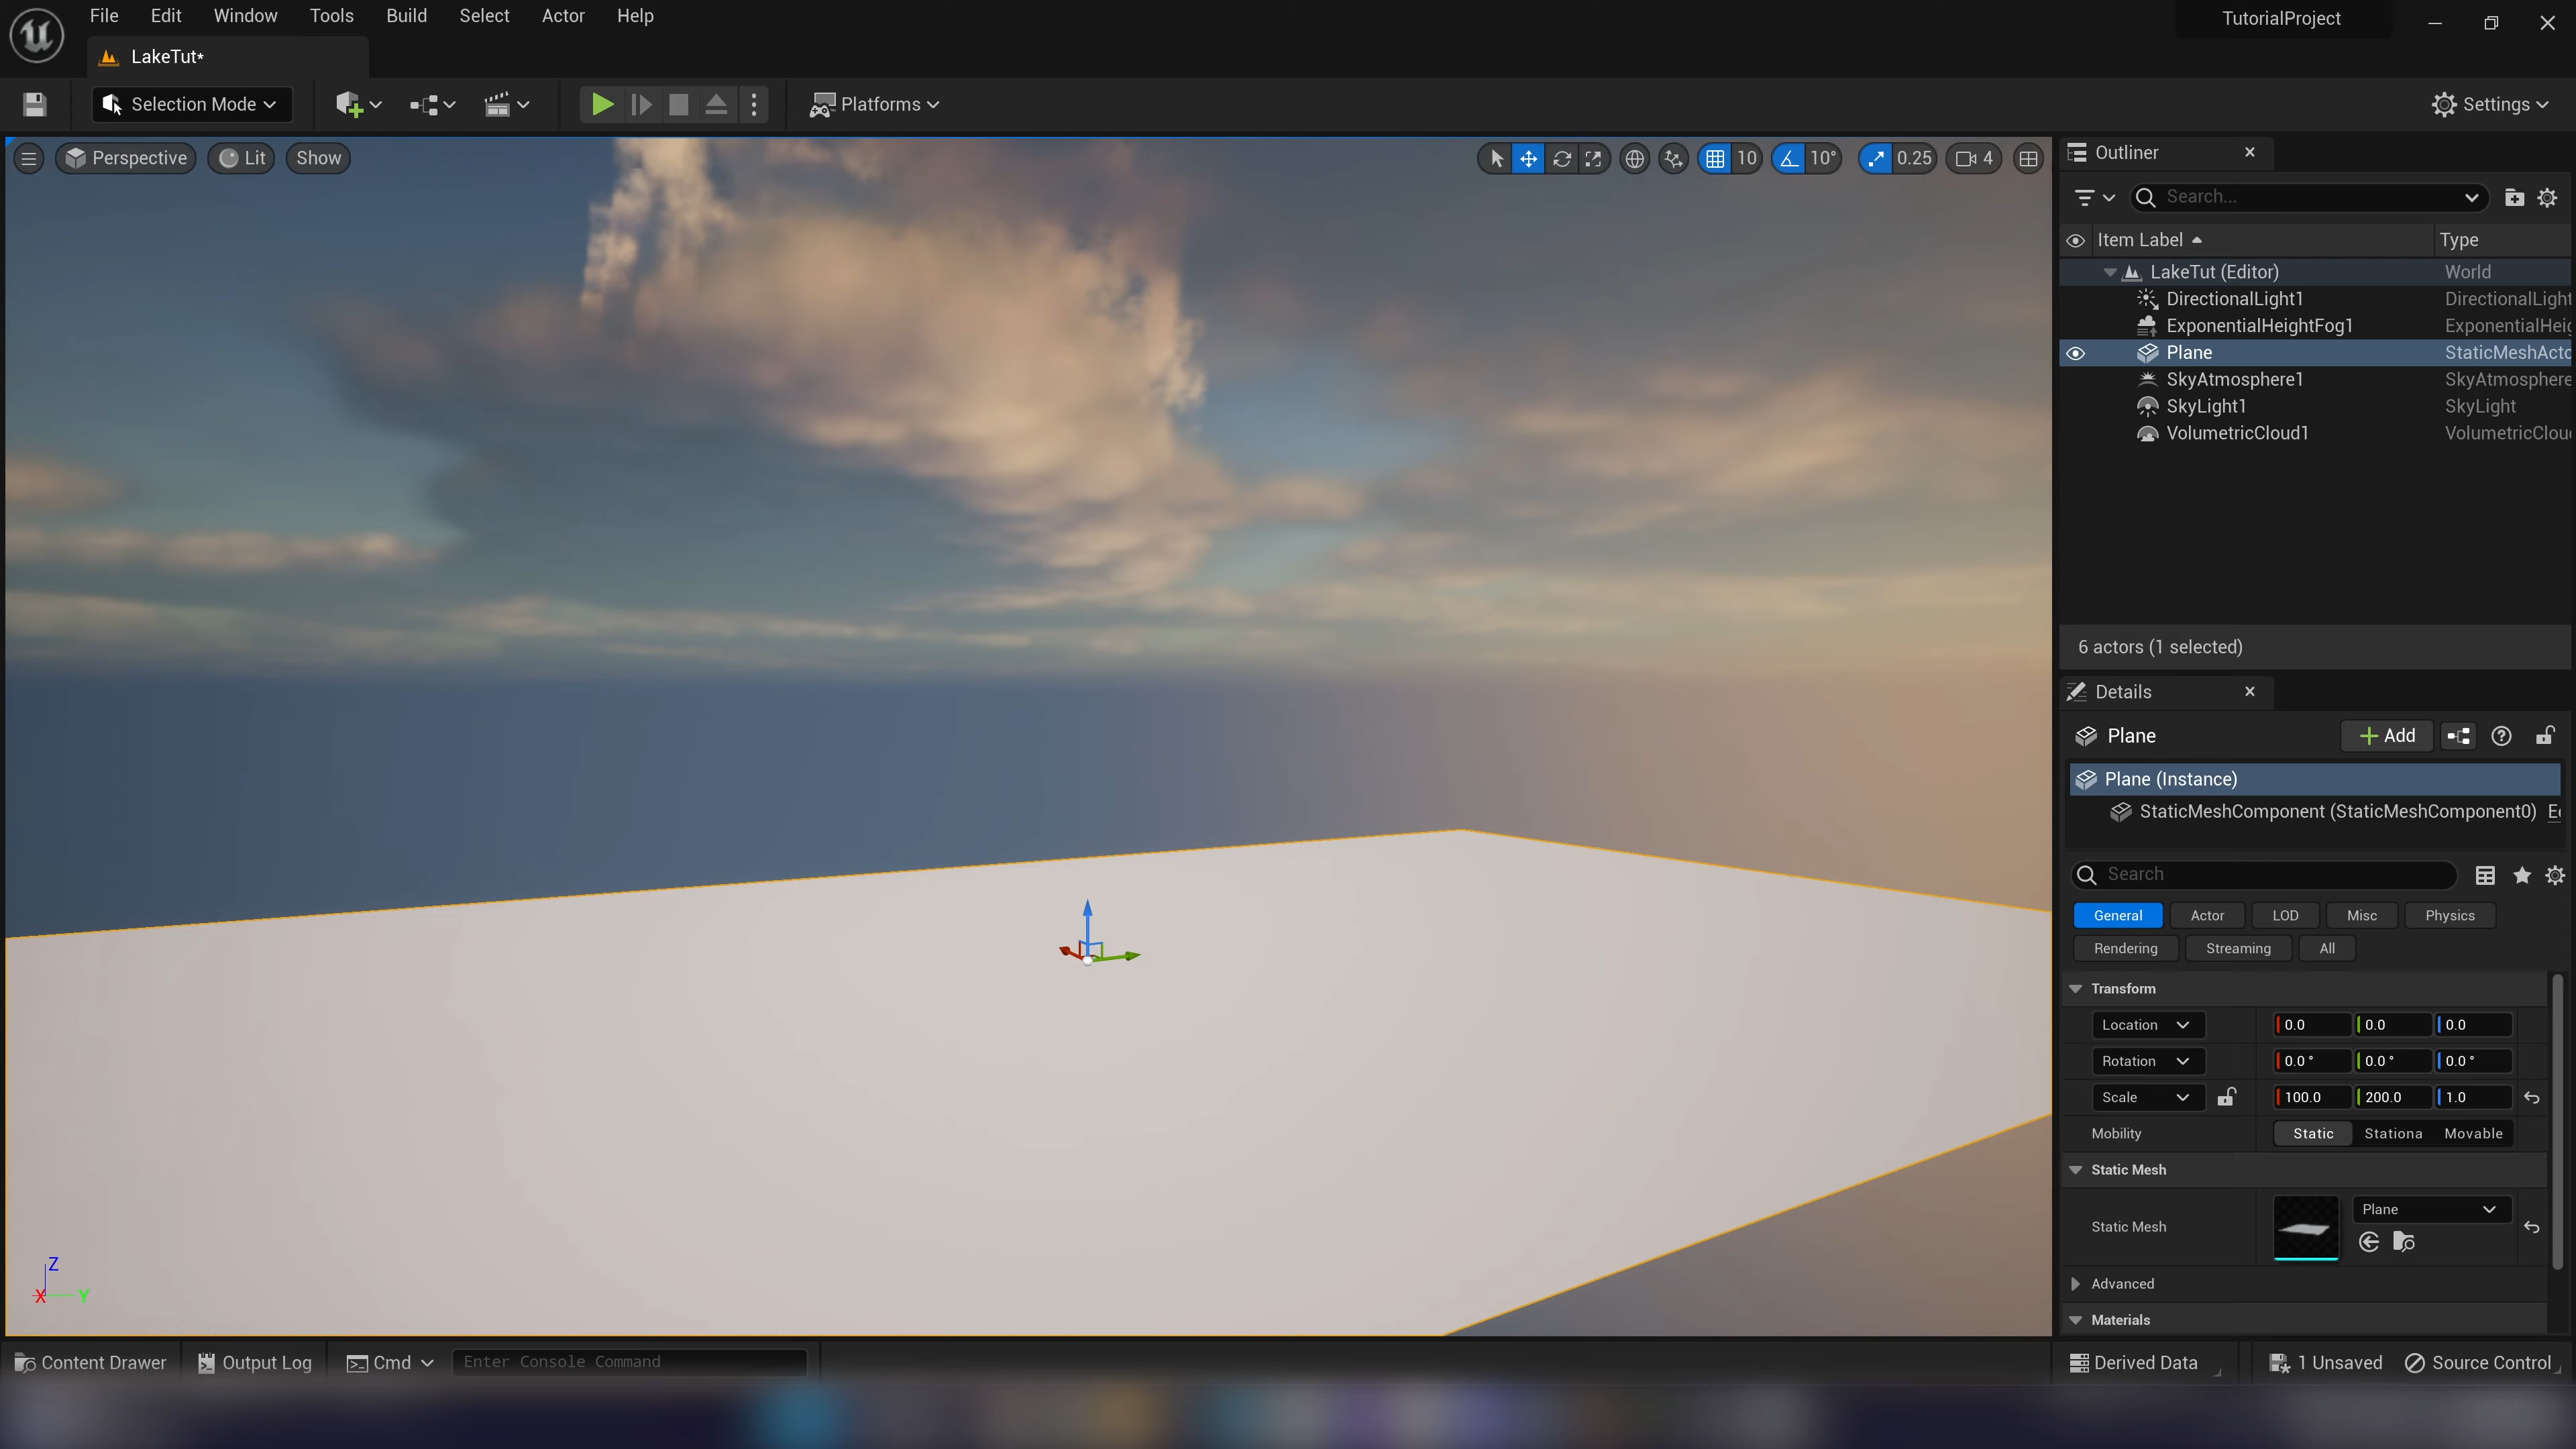 File Edit Window Tools Build Select Actor Help
TutorialProject
LakeTut*
Selection Mode
Platforms
Settings
Perspective Lit Show
10 10° 0.25 4
Outliner
Search...
Item Label Type
LakeTut (Editor) World
DirectionalLight1 DirectionalLight
ExponentialHeightFog1 ExponentialHeig
Plane StaticMeshActo
SkyAtmosphere1 SkyAtmosphere
SkyLight1 SkyLight
VolumetricCloud1 VolumetricClou
6 actors (1 selected)
Details
Plane
Add
Plane (Instance)
StaticMeshComponent (StaticMeshComponent0)
Search
General Actor LOD Misc Physics
Rendering Streaming All
Transform
Location 0.0 0.0 0.0
Rotation 0.0 ° 0.0 ° 0.0 °
Scale 100.0 200.0 1.0
Mobility Static Stationa Movable
Static Mesh
Static Mesh Plane
Advanced
Materials
Z
X Y
Content Drawer Output Log Cmd Enter Console Command
Derived Data 1 Unsaved Source Control